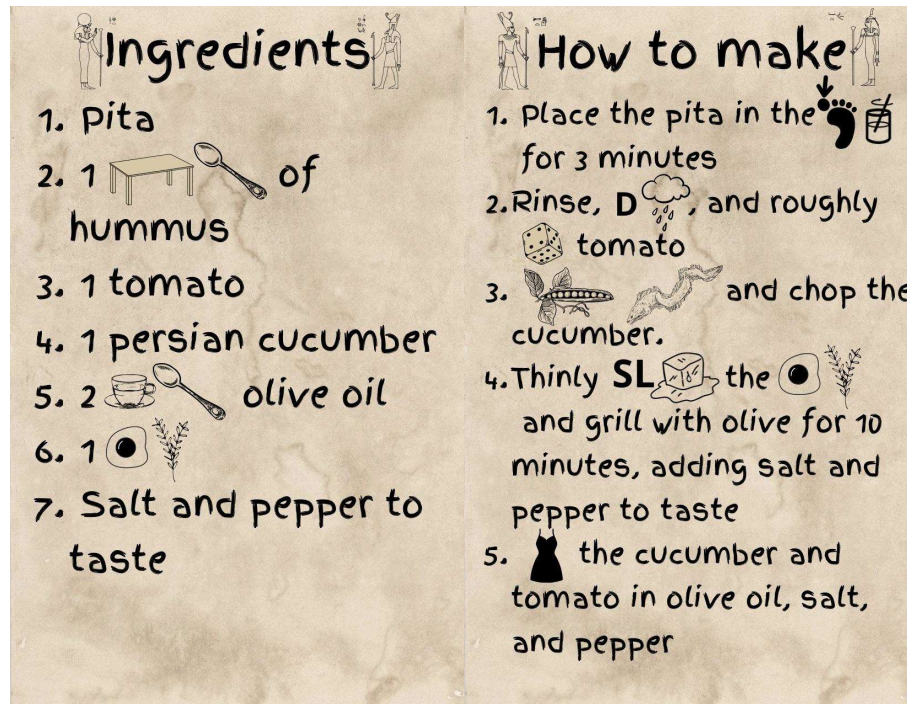 Ingredients
1. Pita
2. 1 of
hummus
3. 1 tomato
4. 1 persian cucumber
5. 2 olive oil
6. 1
7. Salt and pepper to
taste
How to make
1. Place the pita in the
for 3 minutes
2. Rinse, D , and roughly
tomato
3. and chop the
cucumber.
4. Thinly SL the
and grill with olive for 10
minutes, adding salt and
pepper to taste
5. the cucumber and
tomato in olive oil, salt,
and pepper